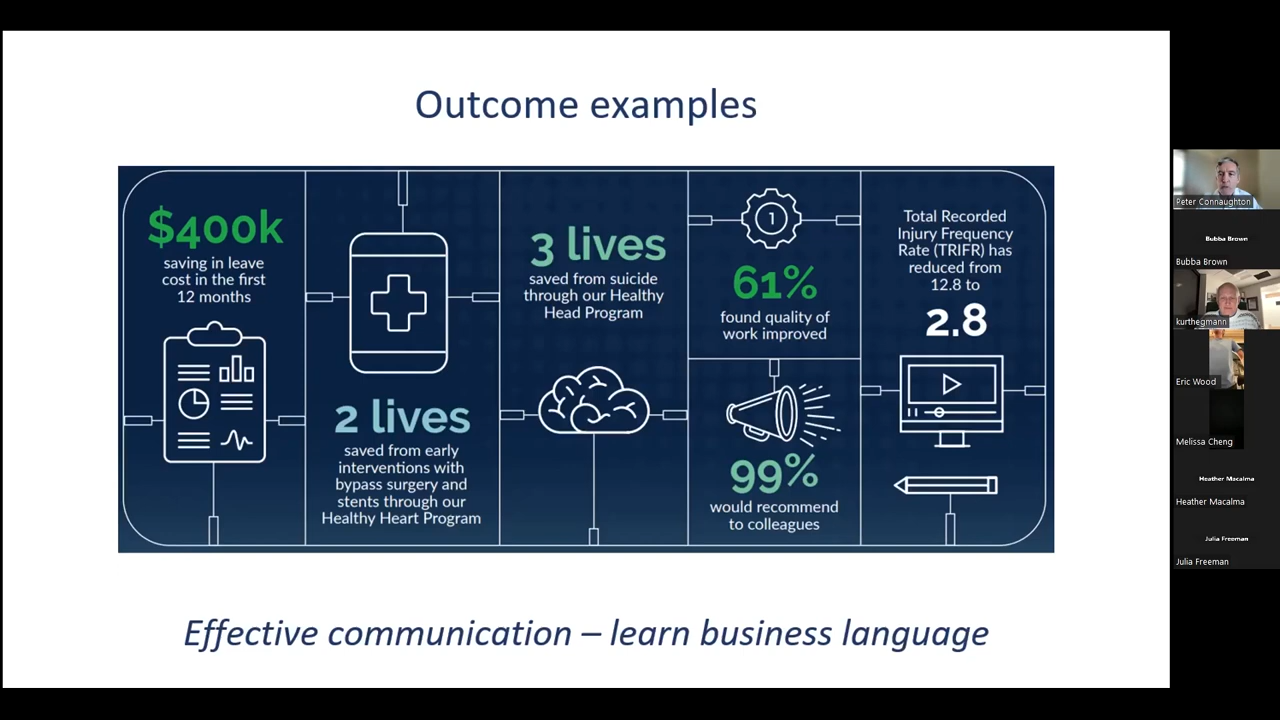 Outcome examples
$400k
saving in leave
cost in the first
12 months
2 lives
saved from early
interventions with
bypass surgery and
stents through our
Healthy Heart Program
3 lives
saved from suicide
through our Healthy
Head Program
1
61%
found quality of
work improved
99%
would recommend
to colleagues
Total Recorded
Injury Frequency
Rate (TRIFR) has
reduced from
12.8 to
2.8
Effective communication – learn business language
Peter Connaughton
Bubba Brown
Bubba Brown
kurthegmann
Eric Wood
Melissa Cheng
Heather Macalma
Heather Macalma
Julia Freeman
Julia Freeman